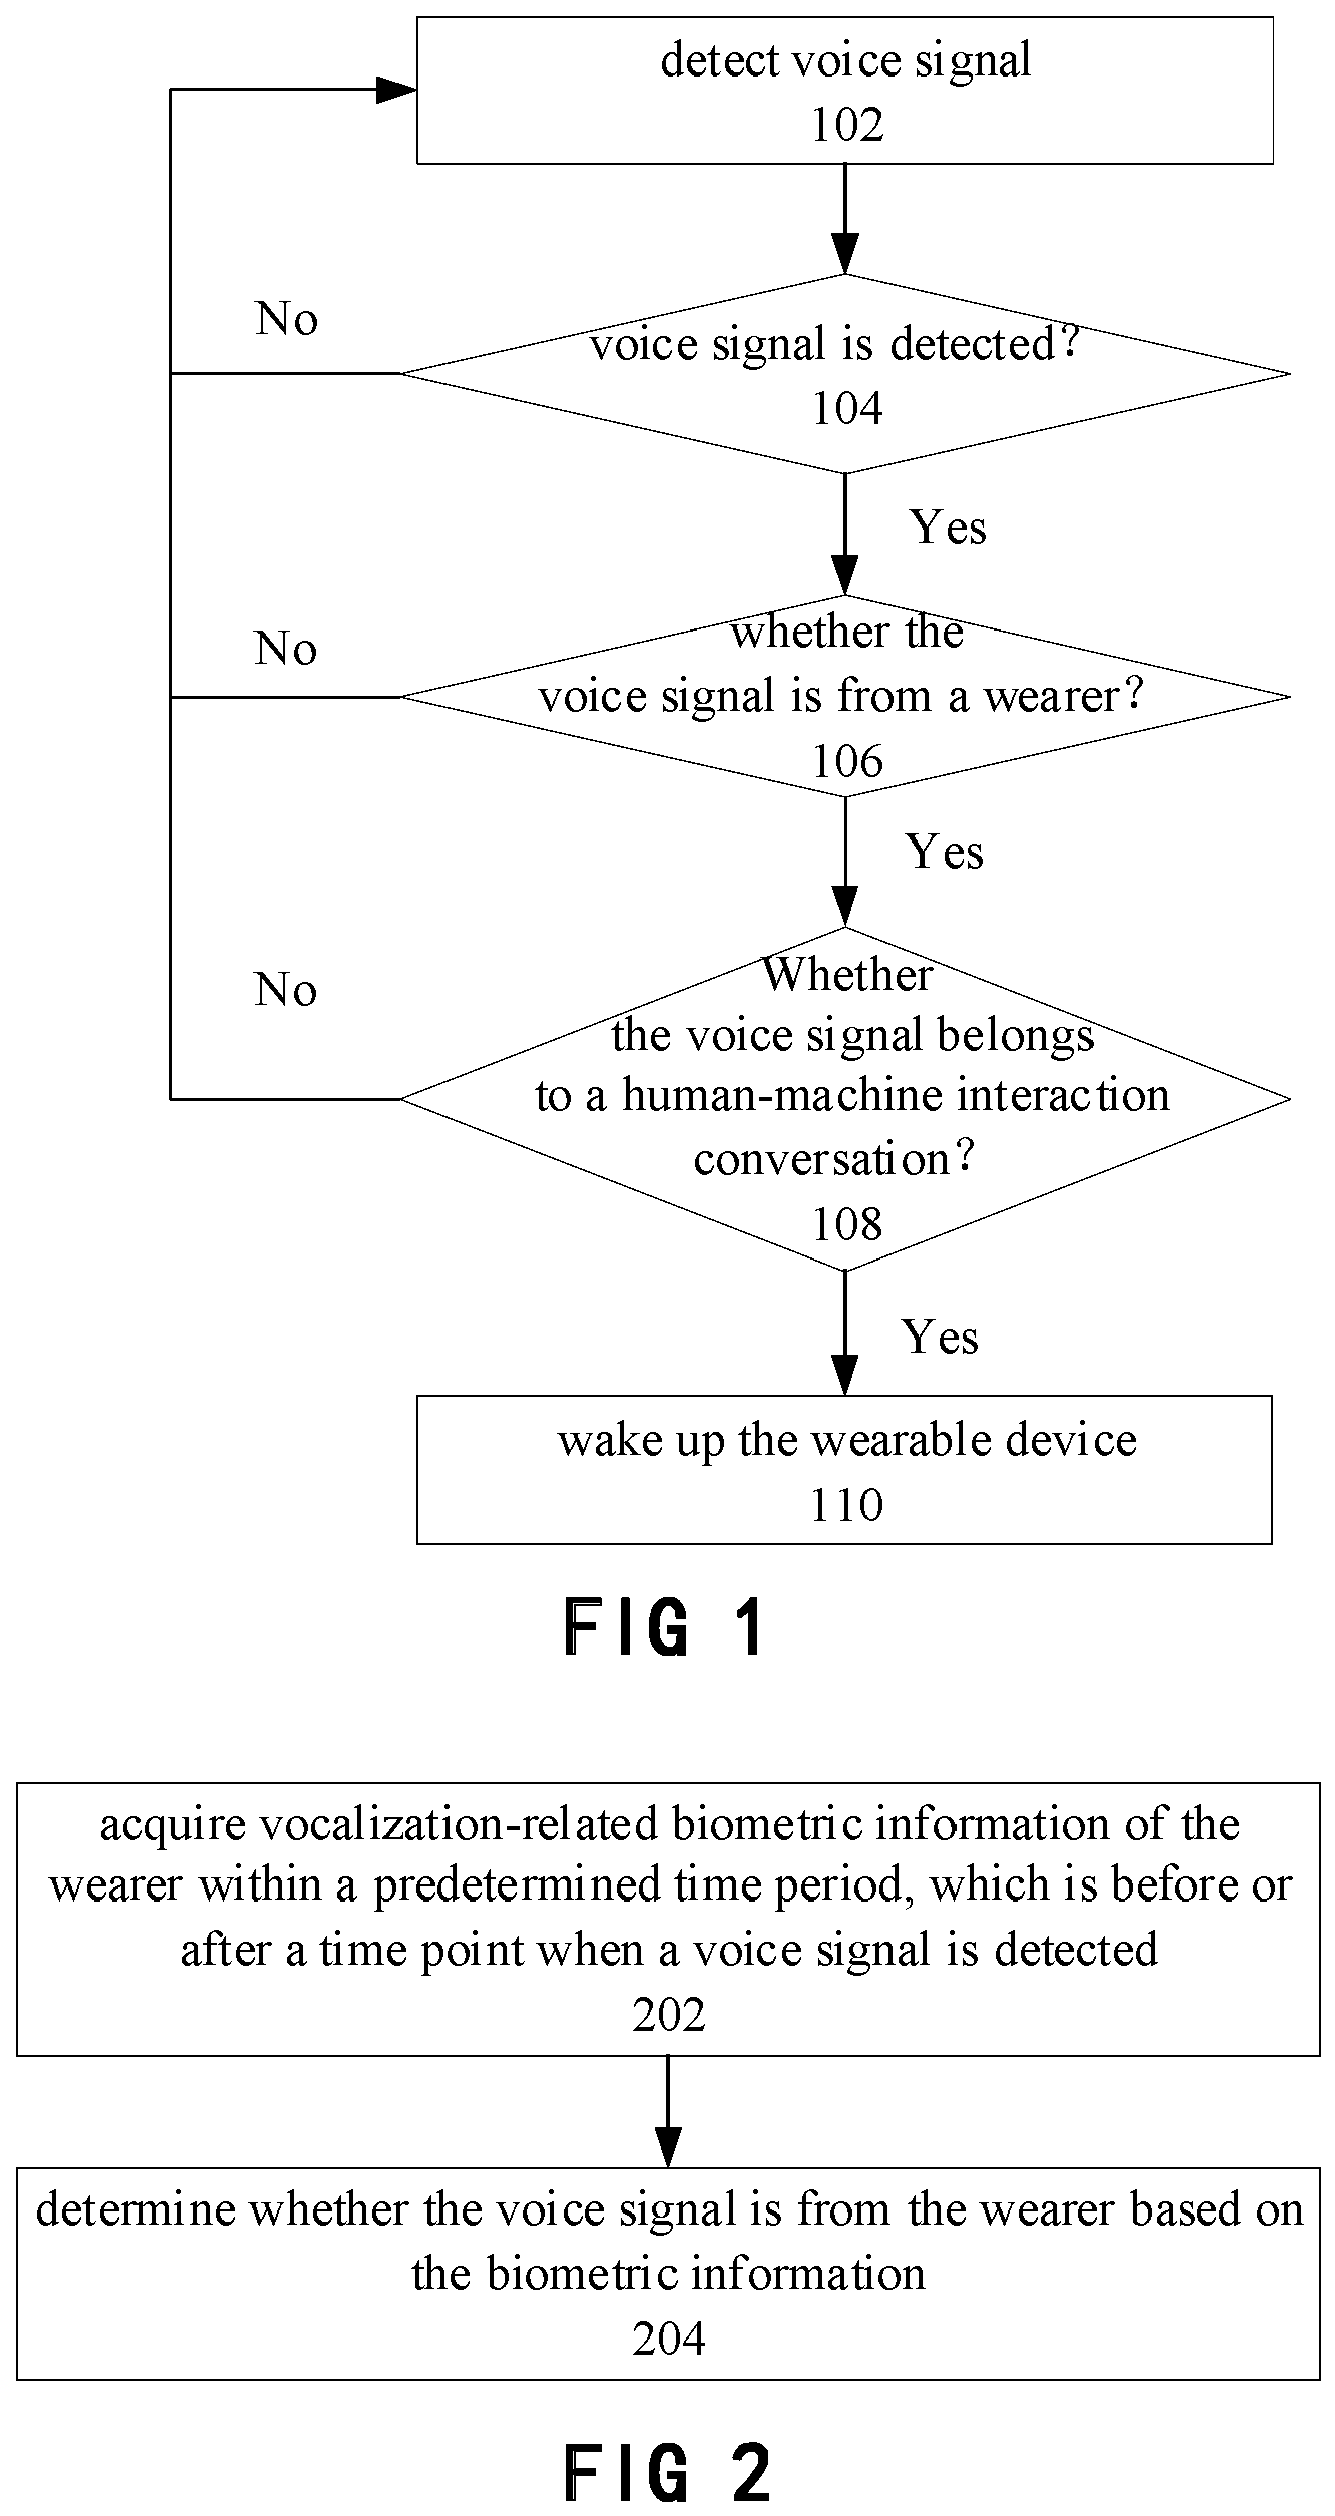 detect voice signal
102
No
voice signal is detected?
104
Yes
whether the
No
voice signal is from a wearer?
106
Yes
Whether
No
the voice signal belongs
to a human-machine interaction
conversation?
108
Yes
wake up the wearable device
110
FIG 1
acquire vocalization-related biometric information of the
wearer within a predetermined time period, which is before or
after a time point when a voice signal is detected
202
determine whether the voice signal is from the wearer based on
the biometric information
204
FIG 2